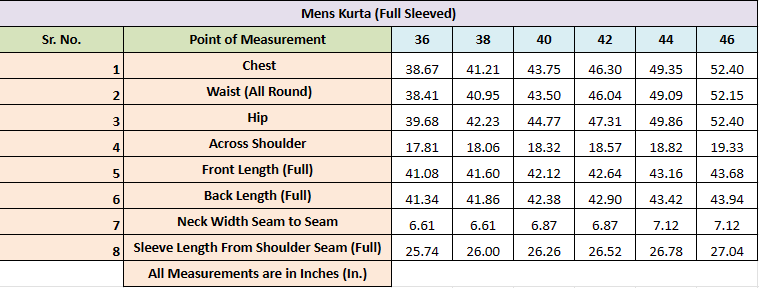 Mens Kurta (Full Sleeved)
Sr. No. Point of Measurement 36 38 40 42 44 46
1 Chest 38.67 41.21 43.75 46.30 49.35 52.40
2 Waist (All Round) 38.41 40.95 43.50 46.04 49.09 52.15
3 Hip 39.68 42.23 44.77 47.31 49.86 52.40
4 Across Shoulder 17.81 18.06 18.32 18.57 18.82 19.33
5 Front Length (Full) 41.08 41.60 42.12 42.64 43.16 43.68
6 Back Length (Full) 41.34 41.86 42.38 42.90 43.42 43.94
7 Neck Width Seam to Seam 6.61 6.61 6.87 6.87 7.12 7.12
8 Sleeve Length From Shoulder Seam (Full) 25.74 26.00 26.26 26.52 26.78 27.04
All Measurements are in Inches (In.)